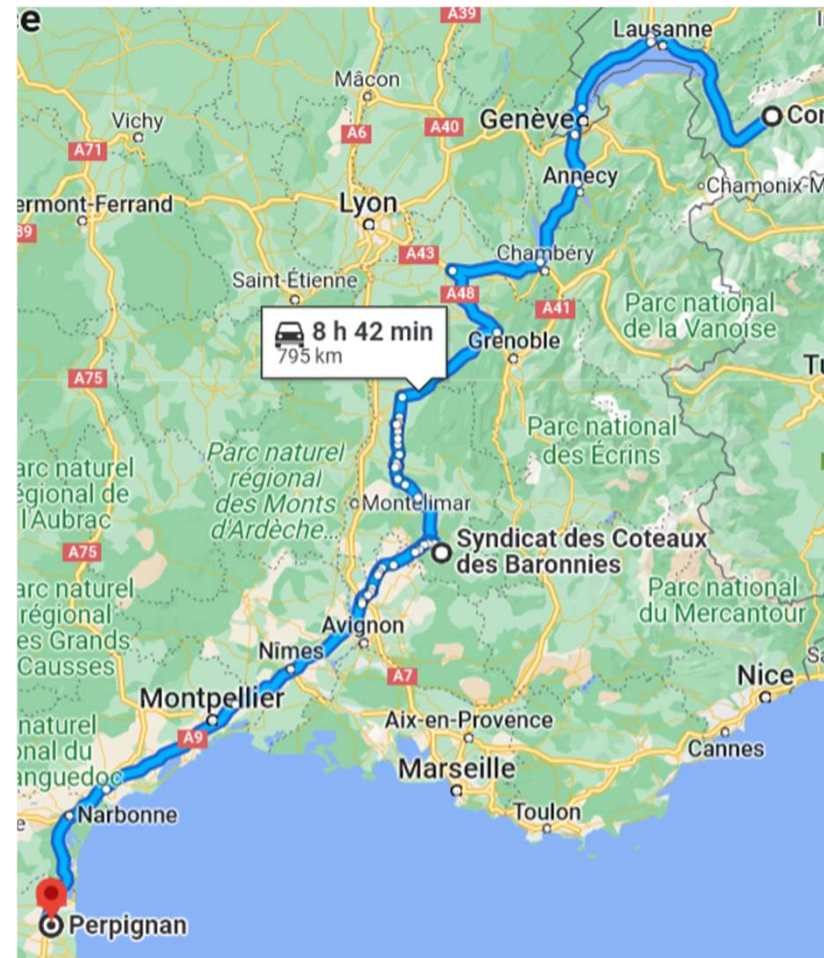 e
A39
Lausanne
Mâcon
Vichy
A6
A40
Genève
Con
A71
Annecy
Chamonix-M
ermont-Ferrand
Lyon
89
A43
Chambéry
Saint-Étienne
A48
A41
Parc national
de la Vanoise
8 h 42 min
795 km
Grenoble
Tu
A75
Parc national
des Écrins
Parc naturel
régional
des Monts
d'Ardèche...
arc naturel
égional de
l'Aubrac
Montélimar
A75
Syndicat des Coteaux
des Baronnies
arc naturel
régional
es Grands
Causses
Parc national
du Mercantour
Avignon
Nîmes
A7
Nice
Montpellier
Aix-en-Provence
naturel
onal du
anguedoc
A9
Cannes
Marseille
Toulon
Narbonne
Perpignan